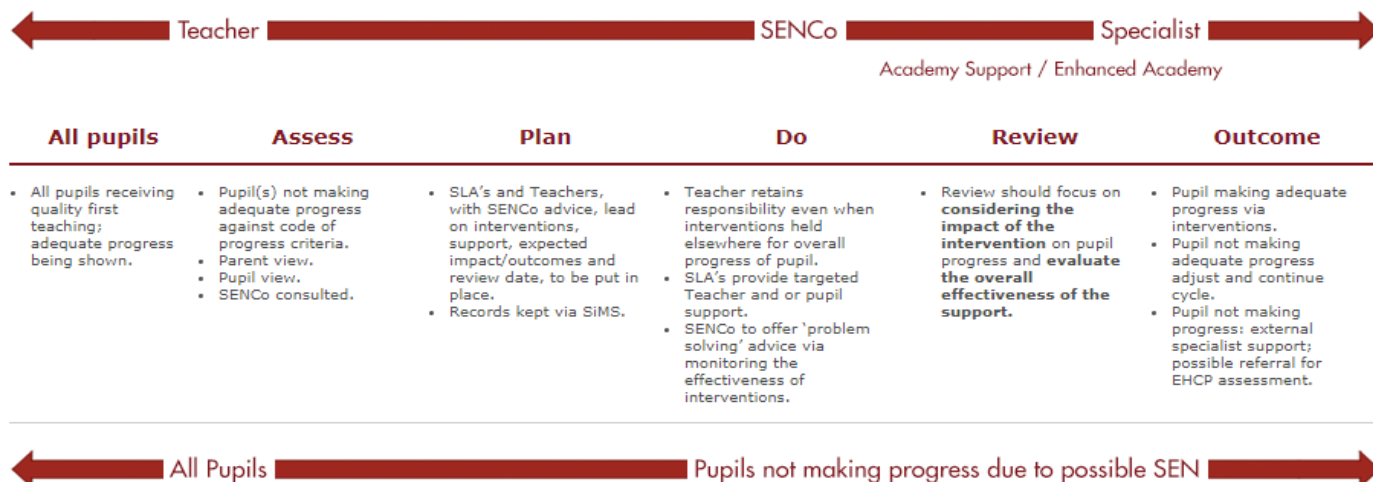 Teacher SENCo Specialist
Academy Support / Enhanced Academy
All pupils Assess Plan Do Review Outcome
• All pupils receiving
quality first
teaching;
adequate progress
being shown.
• Pupil(s) not making
adequate progress
against code of
progress criteria.
• Parent view.
• Pupil view.
• SENCo consulted.
• SLA's and Teachers,
with SENCo advice, lead
on interventions,
support, expected
impact/outcomes and
review date, to be put in
place.
• Records kept via SiMS.
• Teacher retains
responsibility even when
interventions held
elsewhere for overall
progress of pupil.
• SLA's provide targeted
Teacher and or pupil
support.
• SENCo to offer 'problem
solving' advice via
monitoring the
effectiveness of
interventions.
• Review should focus on
considering the
impact of the
intervention on pupil
progress and evaluate
the overall
effectiveness of the
support.
• Pupil making adequate
progress via
interventions.
• Pupil not making
adequate progress
adjust and continue
cycle.
• Pupil not making
progress: external
specialist support;
possible referral for
EHCP assessment.
All Pupils Pupils not making progress due to possible SEN